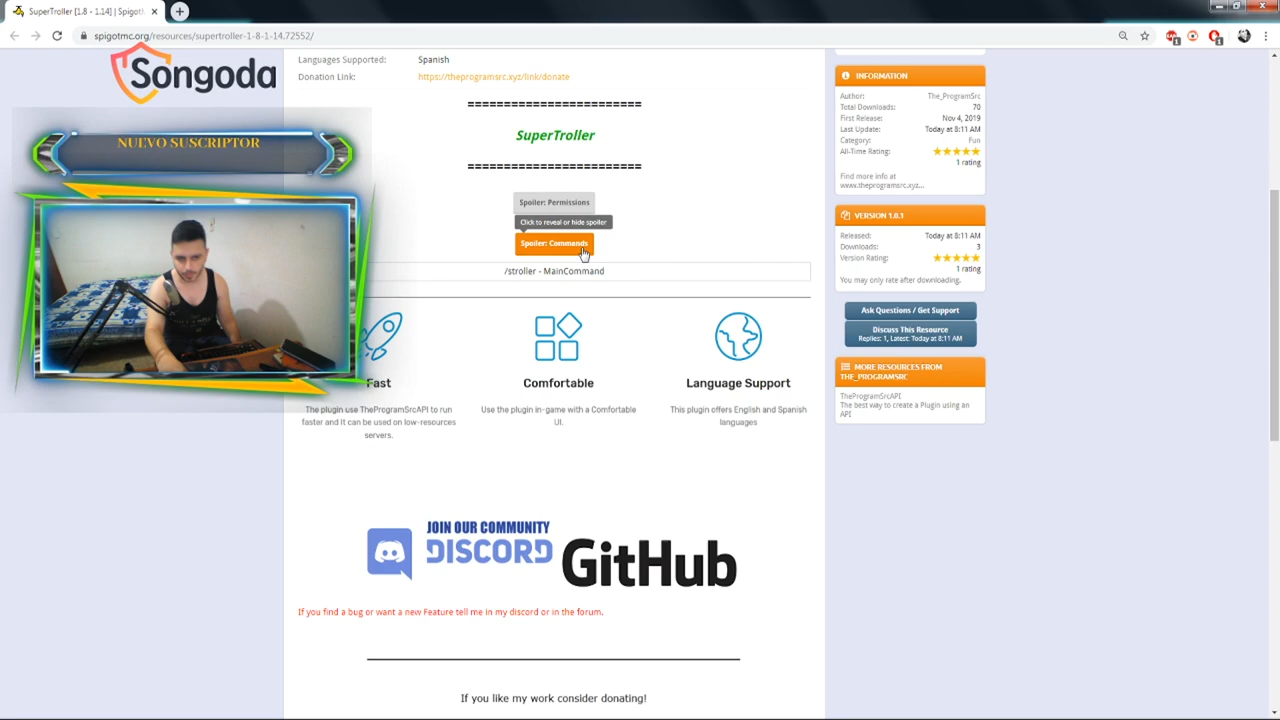 SuperTroller [1.8 - 1.14] | Spigot
spigotmc.org/resources/supertroller-1-8-1-14.72552/
Songoda
NUEVO SUSCRIPTOR
Languages Supported: Spanish
Donation Link: https://theprogramsrc.xyz/link/donate
========================
SuperTroller
========================
Spoiler: Permissions
Click to reveal or hide spoiler
Spoiler: Commands
/stroller - MainCommand
Fast
The plugin use TheProgramSrcAPI to run
faster and It can be used on low-resources
servers.
Comfortable
Use the plugin in-game with a Comfortable
UI.
Language Support
This plugin offers English and Spanish
languages
JOIN OUR COMMUNITY
DISCORD
GitHub
If you find a bug or want a new Feature tell me in my discord or in the forum.
If you like my work consider donating!
INFORMATION
Author: The_ProgramSrc
Total Downloads: 70
First Release: Nov 4, 2019
Last Update: Today at 8:11 AM
Category: Fun
All-Time Rating:
1 rating
Find more info at
www.theprogramsrc.xyz...
VERSION 1.0.1
Released: Today at 8:11 AM
Downloads: 3
Version Rating:
1 rating
You may only rate after downloading.
Ask Questions / Get Support
Discuss This Resource
Replies: 1, Latest: Today at 8:11 AM
MORE RESOURCES FROM
THE_PROGRAMSRC
TheProgramSrcAPI
The best way to create a Plugin using an
API